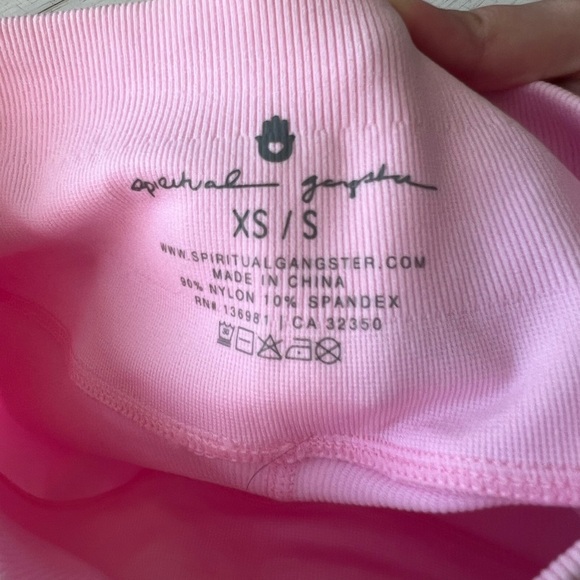 spiritual gangster
XS / S
WWW.SPIRITUALGANGSTER.COM
MADE IN CHINA
90% NYLON 10% SPANDEX
RN# 136981 | CA 32350